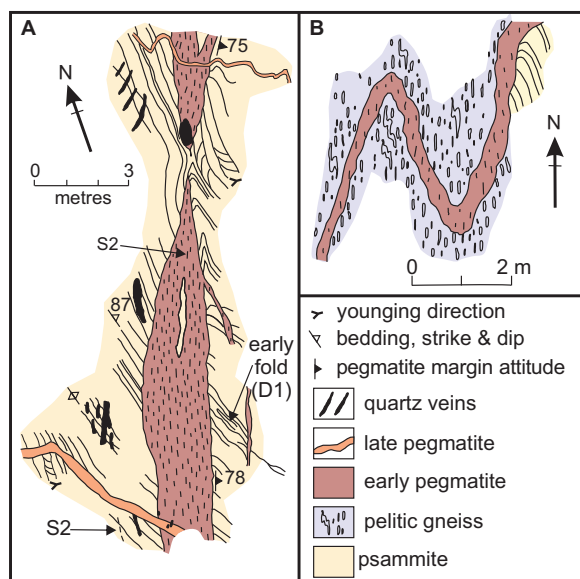 A
75
N
0 3
metres
S2
87
early
fold
(D1)
78
S2
B
N
0 2 m
younging direction
bedding, strike & dip
pegmatite margin attitude
quartz veins
late pegmatite
early pegmatite
pelitic gneiss
psammite